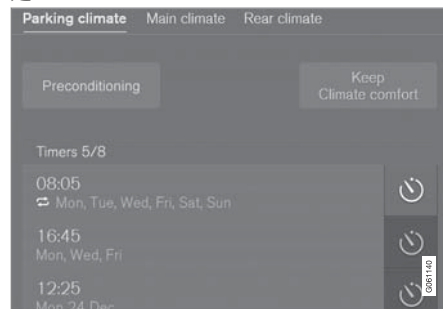 Parking climate Main climate Rear climate
Preconditioning
Keep
Climate comfort
Timers 5/8
08:05
Mon, Tue, Wed, Fri, Sat, Sun
16:45
Mon, Wed, Fri
12:25
Mon 24 Dec
G061140